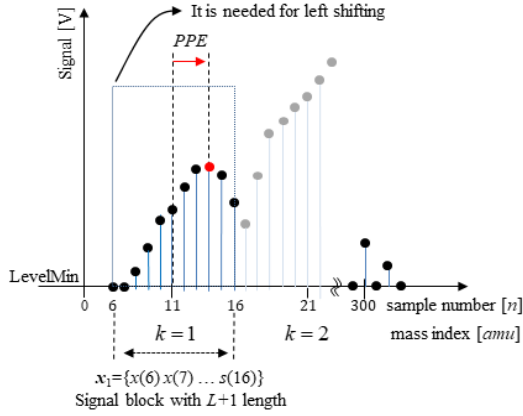 It is needed for left shifting
PPE
Signal [V]
LevelMin
0 6 11 16 21 300 sample number [n]
k = 1 k = 2 mass index [amu]
x₁={x(6) x(7) … s(16)}
Signal block with L+1 length